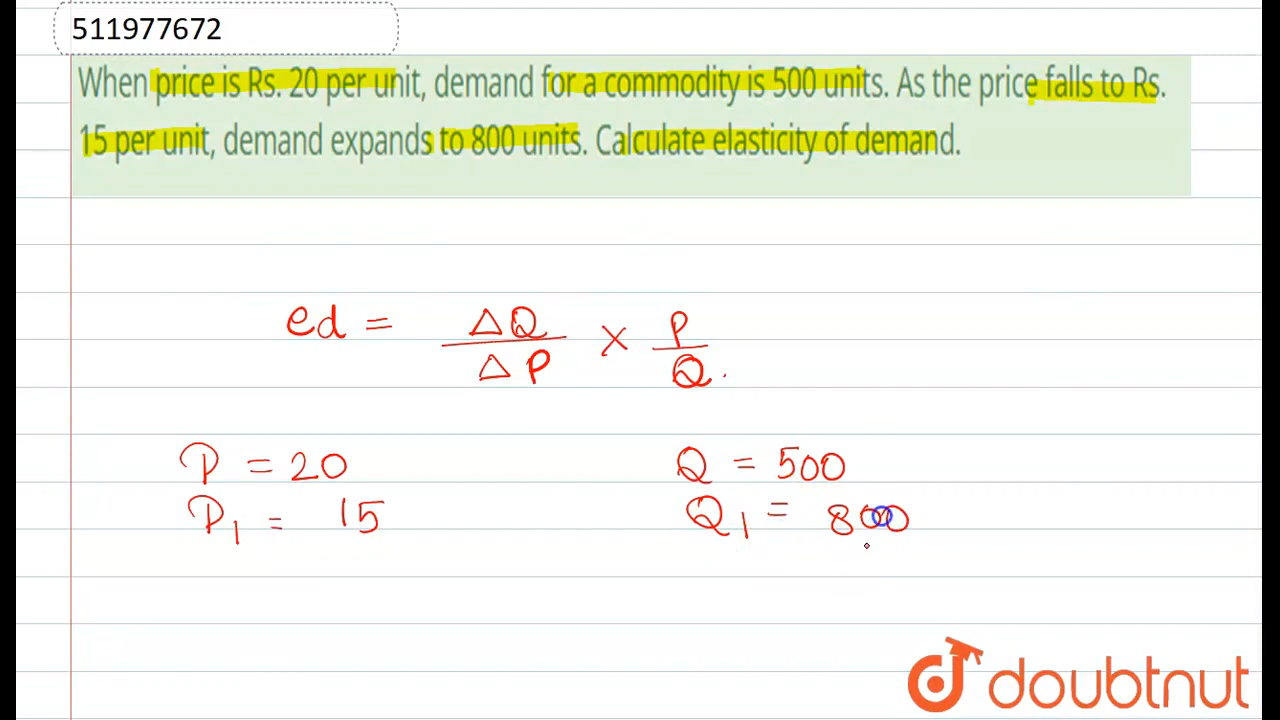 511977672
When price is Rs. 20 per unit, demand for a commodity is 500 units. As the price falls to Rs.
15 per unit, demand expands to 800 units. Calculate elasticity of demand.
ed = ΔQ/ΔP × P/Q.
P = 20 Q = 500
P1 = 15 Q1 = 800
doubtnut